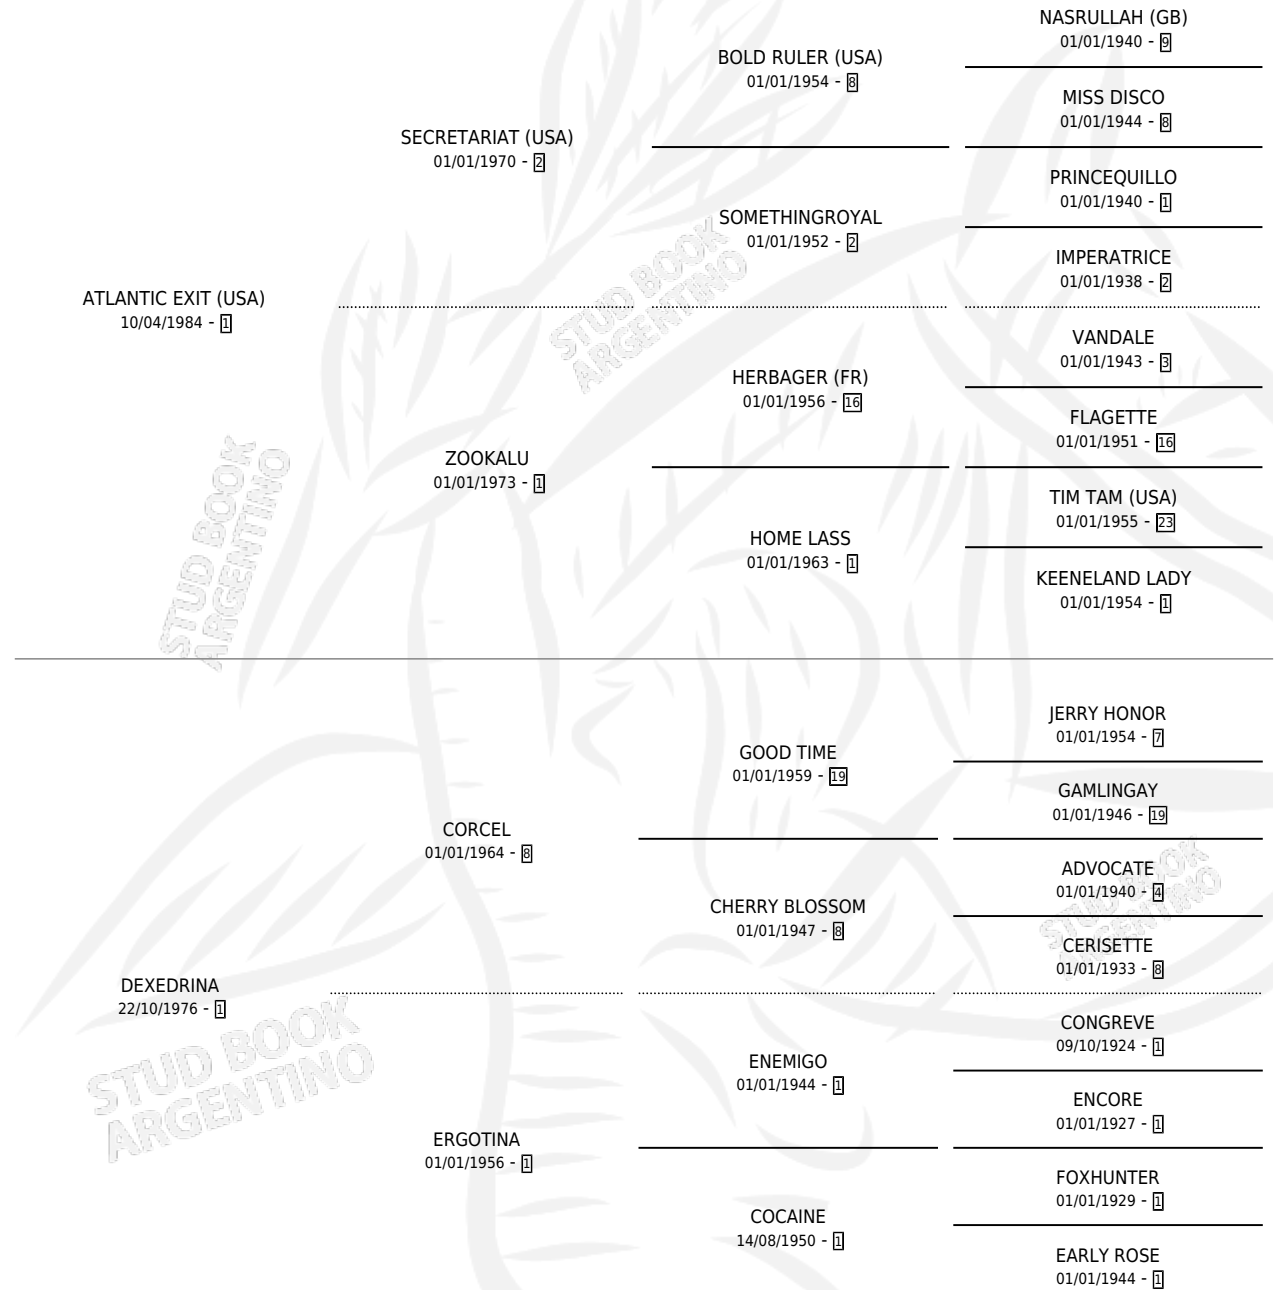 NASRULLAH (GB)
01/01/1940 - 9
BOLD RULER (USA)
01/01/1954 - 8
MISS DISCO
01/01/1944 - 8
SECRETARIAT (USA)
01/01/1970 - 2
PRINCEQUILLO
01/01/1940 - 1
SOMETHINGROYAL
01/01/1952 - 2
IMPERATRICE
01/01/1938 - 2
ATLANTIC EXIT (USA)
10/04/1984 - 1
VANDALE
01/01/1943 - 3
HERBAGER (FR)
01/01/1956 - 16
FLAGETTE
01/01/1951 - 16
ZOOKALU
01/01/1973 - 1
TIM TAM (USA)
01/01/1955 - 23
HOME LASS
01/01/1963 - 1
KEENELAND LADY
01/01/1954 - 1
JERRY HONOR
01/01/1954 - 7
GOOD TIME
01/01/1959 - 19
GAMLINGAY
01/01/1946 - 19
CORCEL
01/01/1964 - 8
ADVOCATE
01/01/1940 - 4
CHERRY BLOSSOM
01/01/1947 - 8
CERISETTE
01/01/1933 - 8
DEXEDRINA
22/10/1976 - 1
CONGREVE
09/10/1924 - 1
ENEMIGO
01/01/1944 - 1
ENCORE
01/01/1927 - 1
ERGOTINA
01/01/1956 - 1
FOXHUNTER
01/01/1929 - 1
COCAINE
14/08/1950 - 1
EARLY ROSE
01/01/1944 - 1
STUD BOOK
ARGENTINO
STUD BOOK
ARGENTINO
STUD BOOK
ARGENTINO
STUD BOOK
ARGENTINO